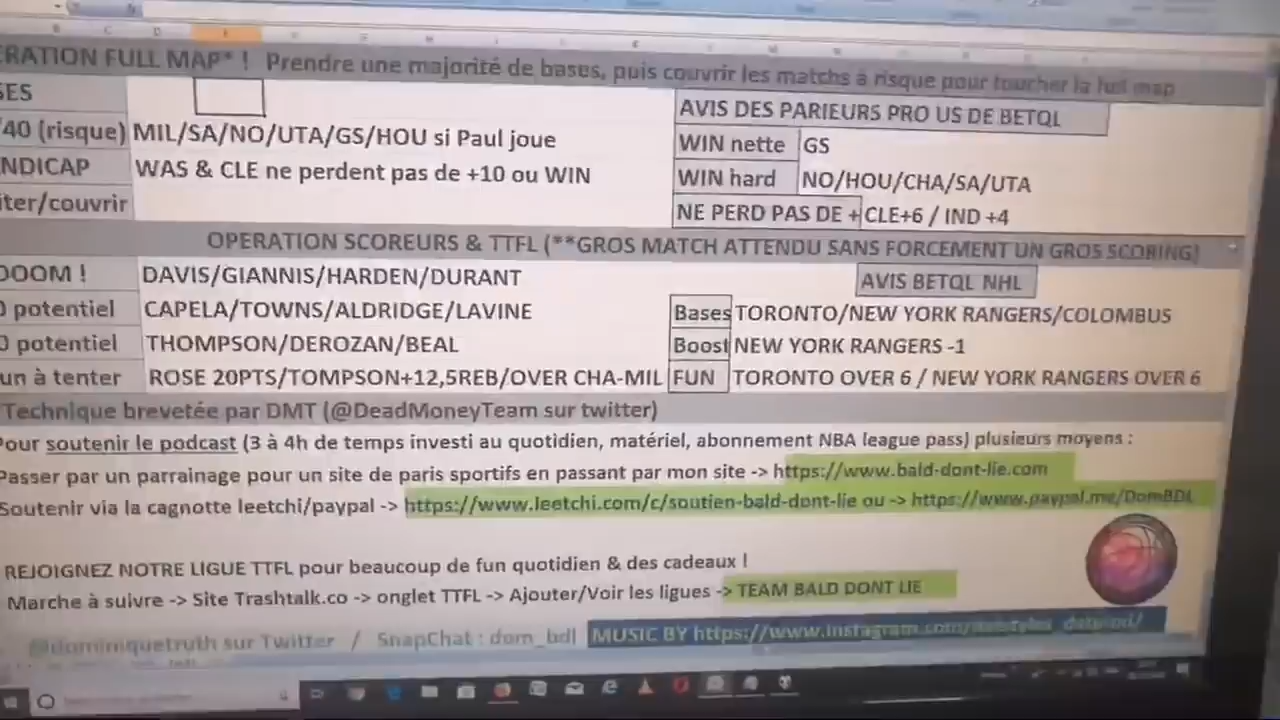 ERATION FULL MAP* ! Prendre une majorité de bases, puis couvrir les matchs à risque pour toucher la full map
SES
AVIS DES PARIEURS PRO US DE BETQL
/40 (risque) MIL/SA/NO/UTA/GS/HOU si Paul joue
WIN nette GS
NDICAP WAS & CLE ne perdent pas de +10 ou WIN
WIN hard NO/HOU/CHA/SA/UTA
iter/couvrir
NE PERD PAS DE + CLE+6 / IND +4
OPERATION SCOREURS & TTFL (**GROS MATCH ATTENDU SANS FORCEMENT UN GROS SCORING)
OOOM ! DAVIS/GIANNIS/HARDEN/DURANT
AVIS BETQL NHL
0 potentiel CAPELA/TOWNS/ALDRIDGE/LAVINE
Bases TORONTO/NEW YORK RANGERS/COLOMBUS
0 potentiel THOMPSON/DEROZAN/BEAL
Boost NEW YORK RANGERS -1
un à tenter ROSE 20PTS/TOMPSON+12,5REB/OVER CHA-MIL
FUN TORONTO OVER 6 / NEW YORK RANGERS OVER 6
Technique brevetée par DMT (@DeadMoneyTeam sur twitter)
Pour soutenir le podcast (3 à 4h de temps investi au quotidien, matériel, abonnement NBA league pass) plusieurs moyens :
Passer par un parrainage pour un site de paris sportifs en passant par mon site -> https://www.bald-dont-lie.com
Soutenir via la cagnotte leetchi/paypal -> https://www.leetchi.com/c/soutien-bald-dont-lie ou -> https://www.paypal.me/DomBDL
REJOIGNEZ NOTRE LIGUE TTFL pour beaucoup de fun quotidien & des cadeaux !
Marche à suivre -> Site Trashtalk.co -> onglet TTFL -> Ajouter/Voir les ligues -> TEAM BALD DONT LIE
@dominiquetruth sur Twitter / SnapChat : dom_bdl MUSIC BY